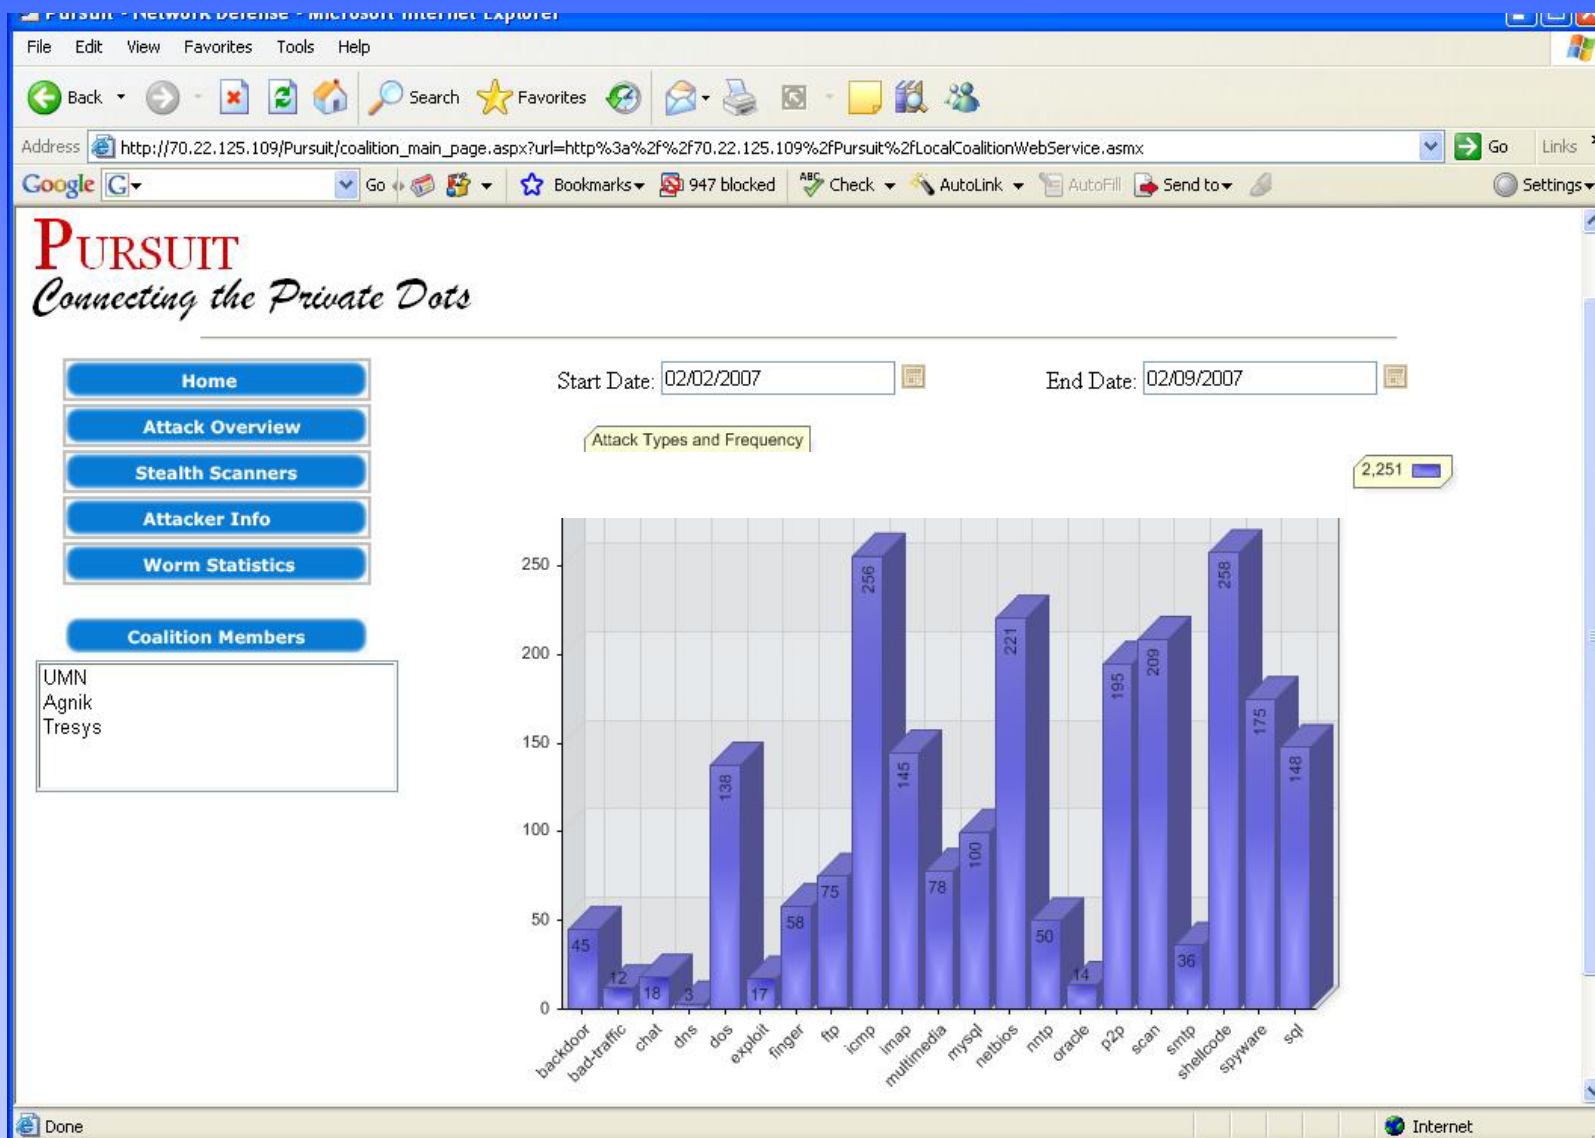 Pursuit - Network Defense - Microsoft Internet Explorer
File Edit View Favorites Tools Help
Back Search Favorites
Address http://70.22.125.109/Pursuit/coalition_main_page.aspx?url=http%3a%2f%2f70.22.125.109%2fPursuit%2fLocalCoalitionWebService.asmx Go Links
Google G Go Bookmarks 947 blocked ABC Check AutoLink AutoFill Send to Settings
PURSUIT
Connecting the Private Dots
Home
Attack Overview
Stealth Scanners
Attacker Info
Worm Statistics
Coalition Members
UMN
Agnik
Tresys
Start Date: 02/02/2007 End Date: 02/09/2007
Attack Types and Frequency
2,251
250
200
150
100
50
0
45 12 18 3 138 17 58 75 256 145 78 100 221 50 14 195 209 36 258 175 148
backdoor bad-traffic chat dns dos exploit finger ftp icmp imap multimedia mysql netbios nntp oracle p2p scan smtp shellcode spyware sql
Done Internet